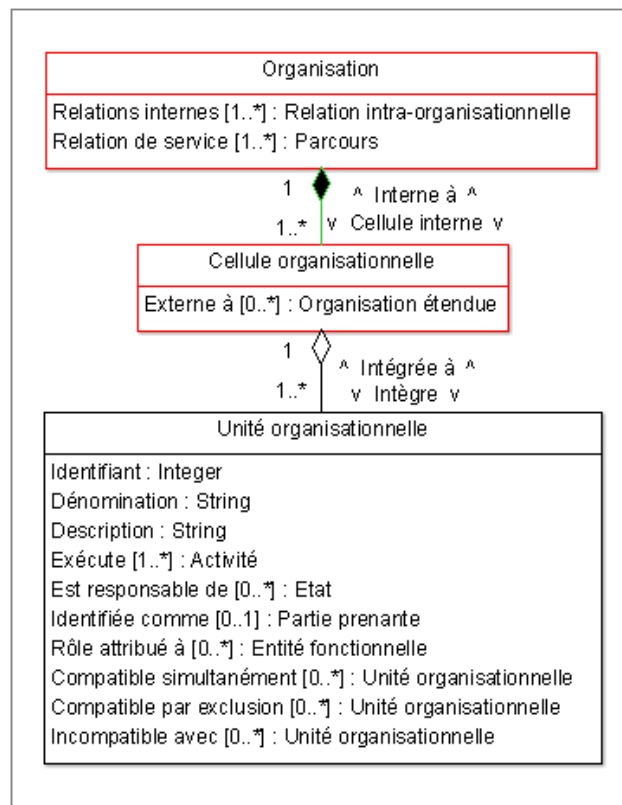 Organisation
Relations internes [1..*] : Relation intra-organisationnelle
Relation de service [1..*] : Parcours
1 ^ Interne à ^
1..* v Cellule interne v
Cellule organisationnelle
Externe à [0..*] : Organisation étendue
1 ^ Intégrée à ^
1..* v Intègre v
Unité organisationnelle
Identifiant : Integer
Dénomination : String
Description : String
Exécute [1..*] : Activité
Est responsable de [0..*] : Etat
Identifiée comme [0..1] : Partie prenante
Rôle attribué à [0..*] : Entité fonctionnelle
Compatible simultanément [0..*] : Unité organisationnelle
Compatible par exclusion [0..*] : Unité organisationnelle
Incompatible avec [0..*] : Unité organisationnelle